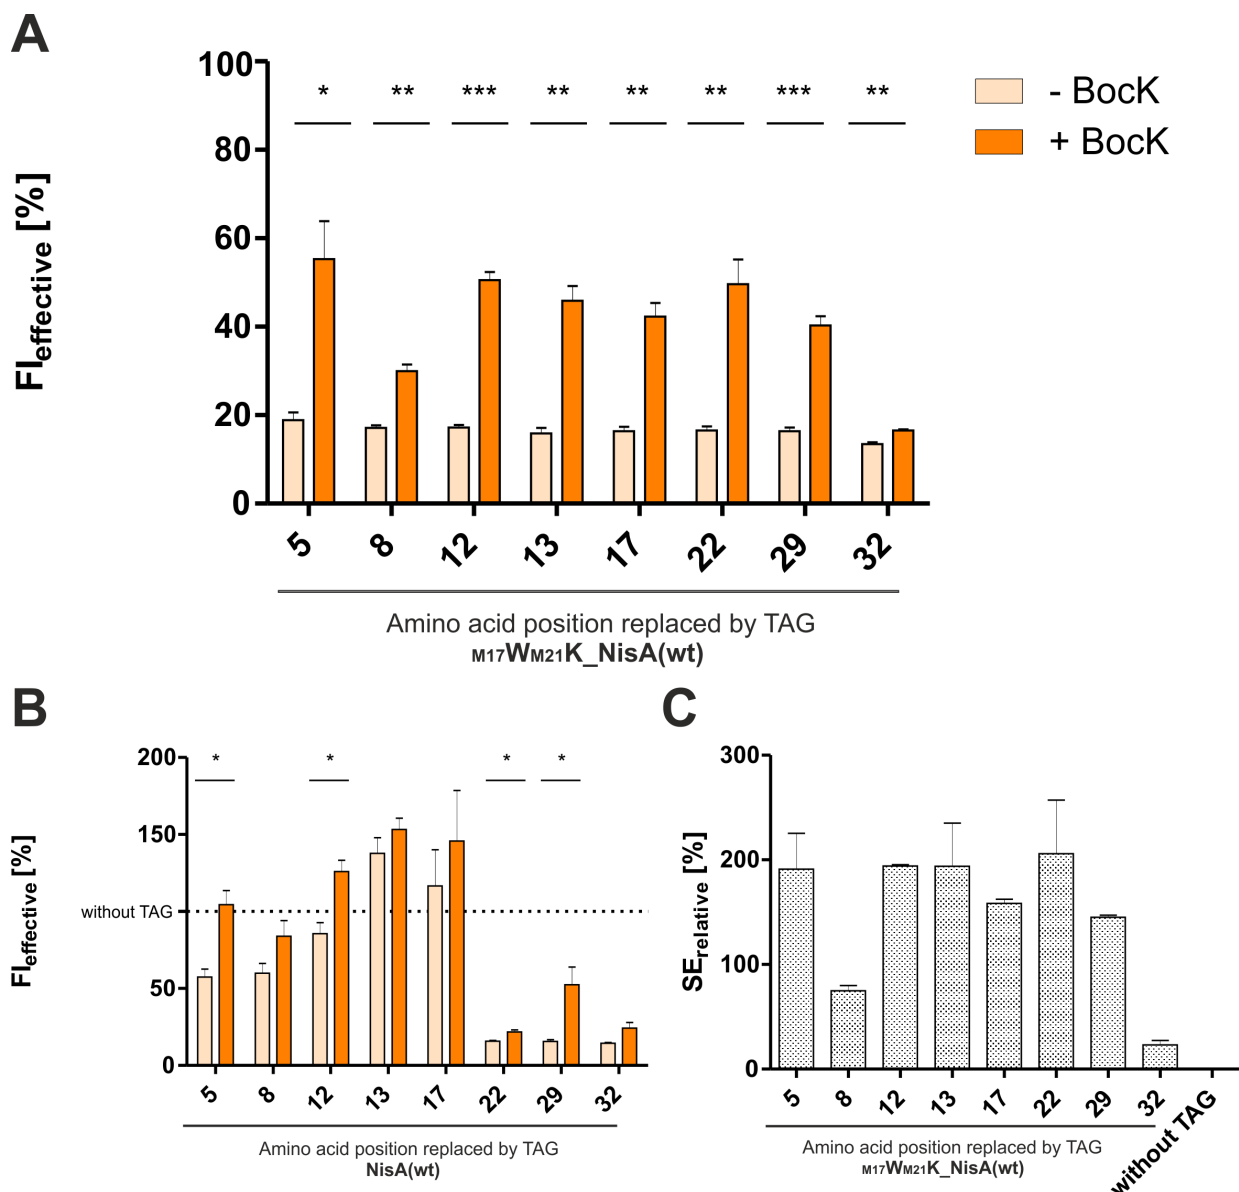 A
FIeffective [%]
100
80
60
40
20
0
* ** *** ** ** ** *** **
- BocK
+ BocK
5 8 12 13 17 22 29 32
Amino acid position replaced by TAG
M17WM21K_NisA(wt)
B
FIeffective [%]
200
150
without TAG
50
0
* * * *
5 8 12 13 17 22 29 32
Amino acid position replaced by TAG
NisA(wt)
C
SErelative [%]
300
200
100
0
5 8 12 13 17 22 29 32 without TAG
Amino acid position replaced by TAG
M17WM21K_NisA(wt)